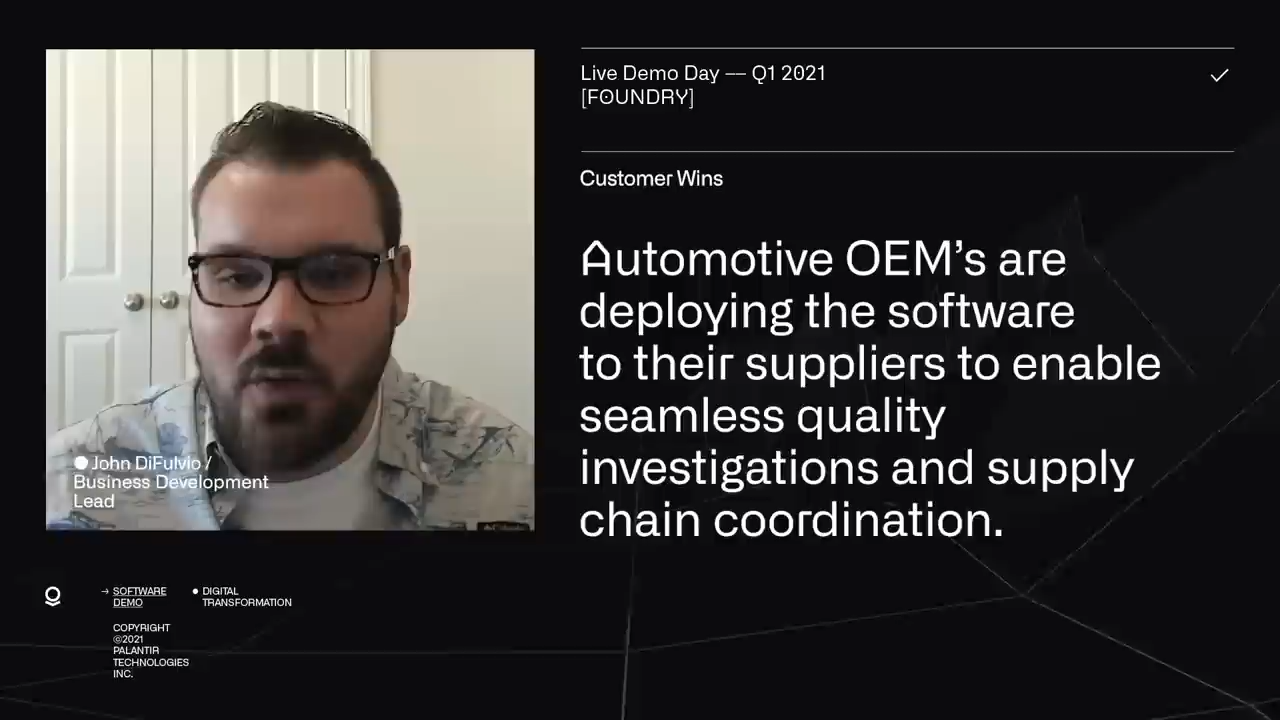 Live Demo Day — Q1 2021
[FOUNDRY]
Customer Wins
Automotive OEM’s are
deploying the software
to their suppliers to enable
seamless quality
investigations and supply
chain coordination.
John DiFulvio /
Business Development
Lead
SOFTWARE
DEMO
DIGITAL
TRANSFORMATION
COPYRIGHT
©2021
PALANTIR
TECHNOLOGIES
INC.